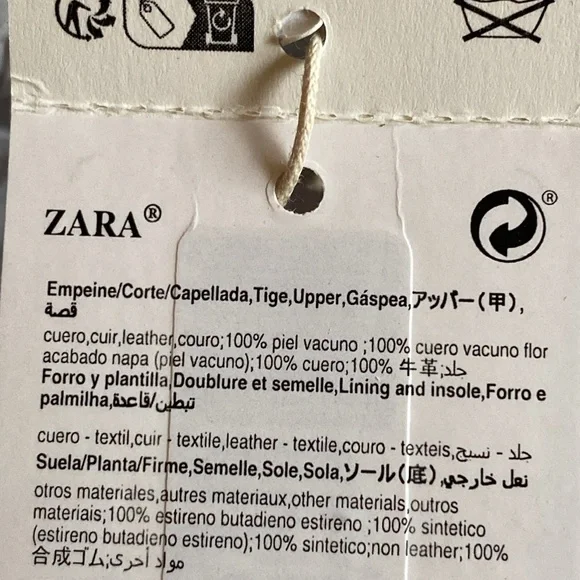 ZARA®
®
Empeine/Corte/Capellada,Tige,Upper,Gáspea,アッパー(甲),
قصة
cuero,cuir,leather,couro;100% piel vacuno ;100% cuero vacuno flor
acabado napa (piel vacuno);100% cuero;100% 牛革;جلد
Forro y plantilla,Doublure et semelle,Lining and insole,Forro e
palmilha,تبطين/قاعدة
cuero - textil,cuir - textile,leather - textile,couro - texteis,جلد - نسيج
Suela/Planta/Firme,Semelle,Sole,Sola,ソール(底),نعل خارجي
otros materiales,autres materiaux,other materials,outros
materiais;100% estireno butadieno estireno ;100% sintetico
(estireno butadieno estireno);100% sintetico;non leather;100%
合成ゴム;مواد أخرى